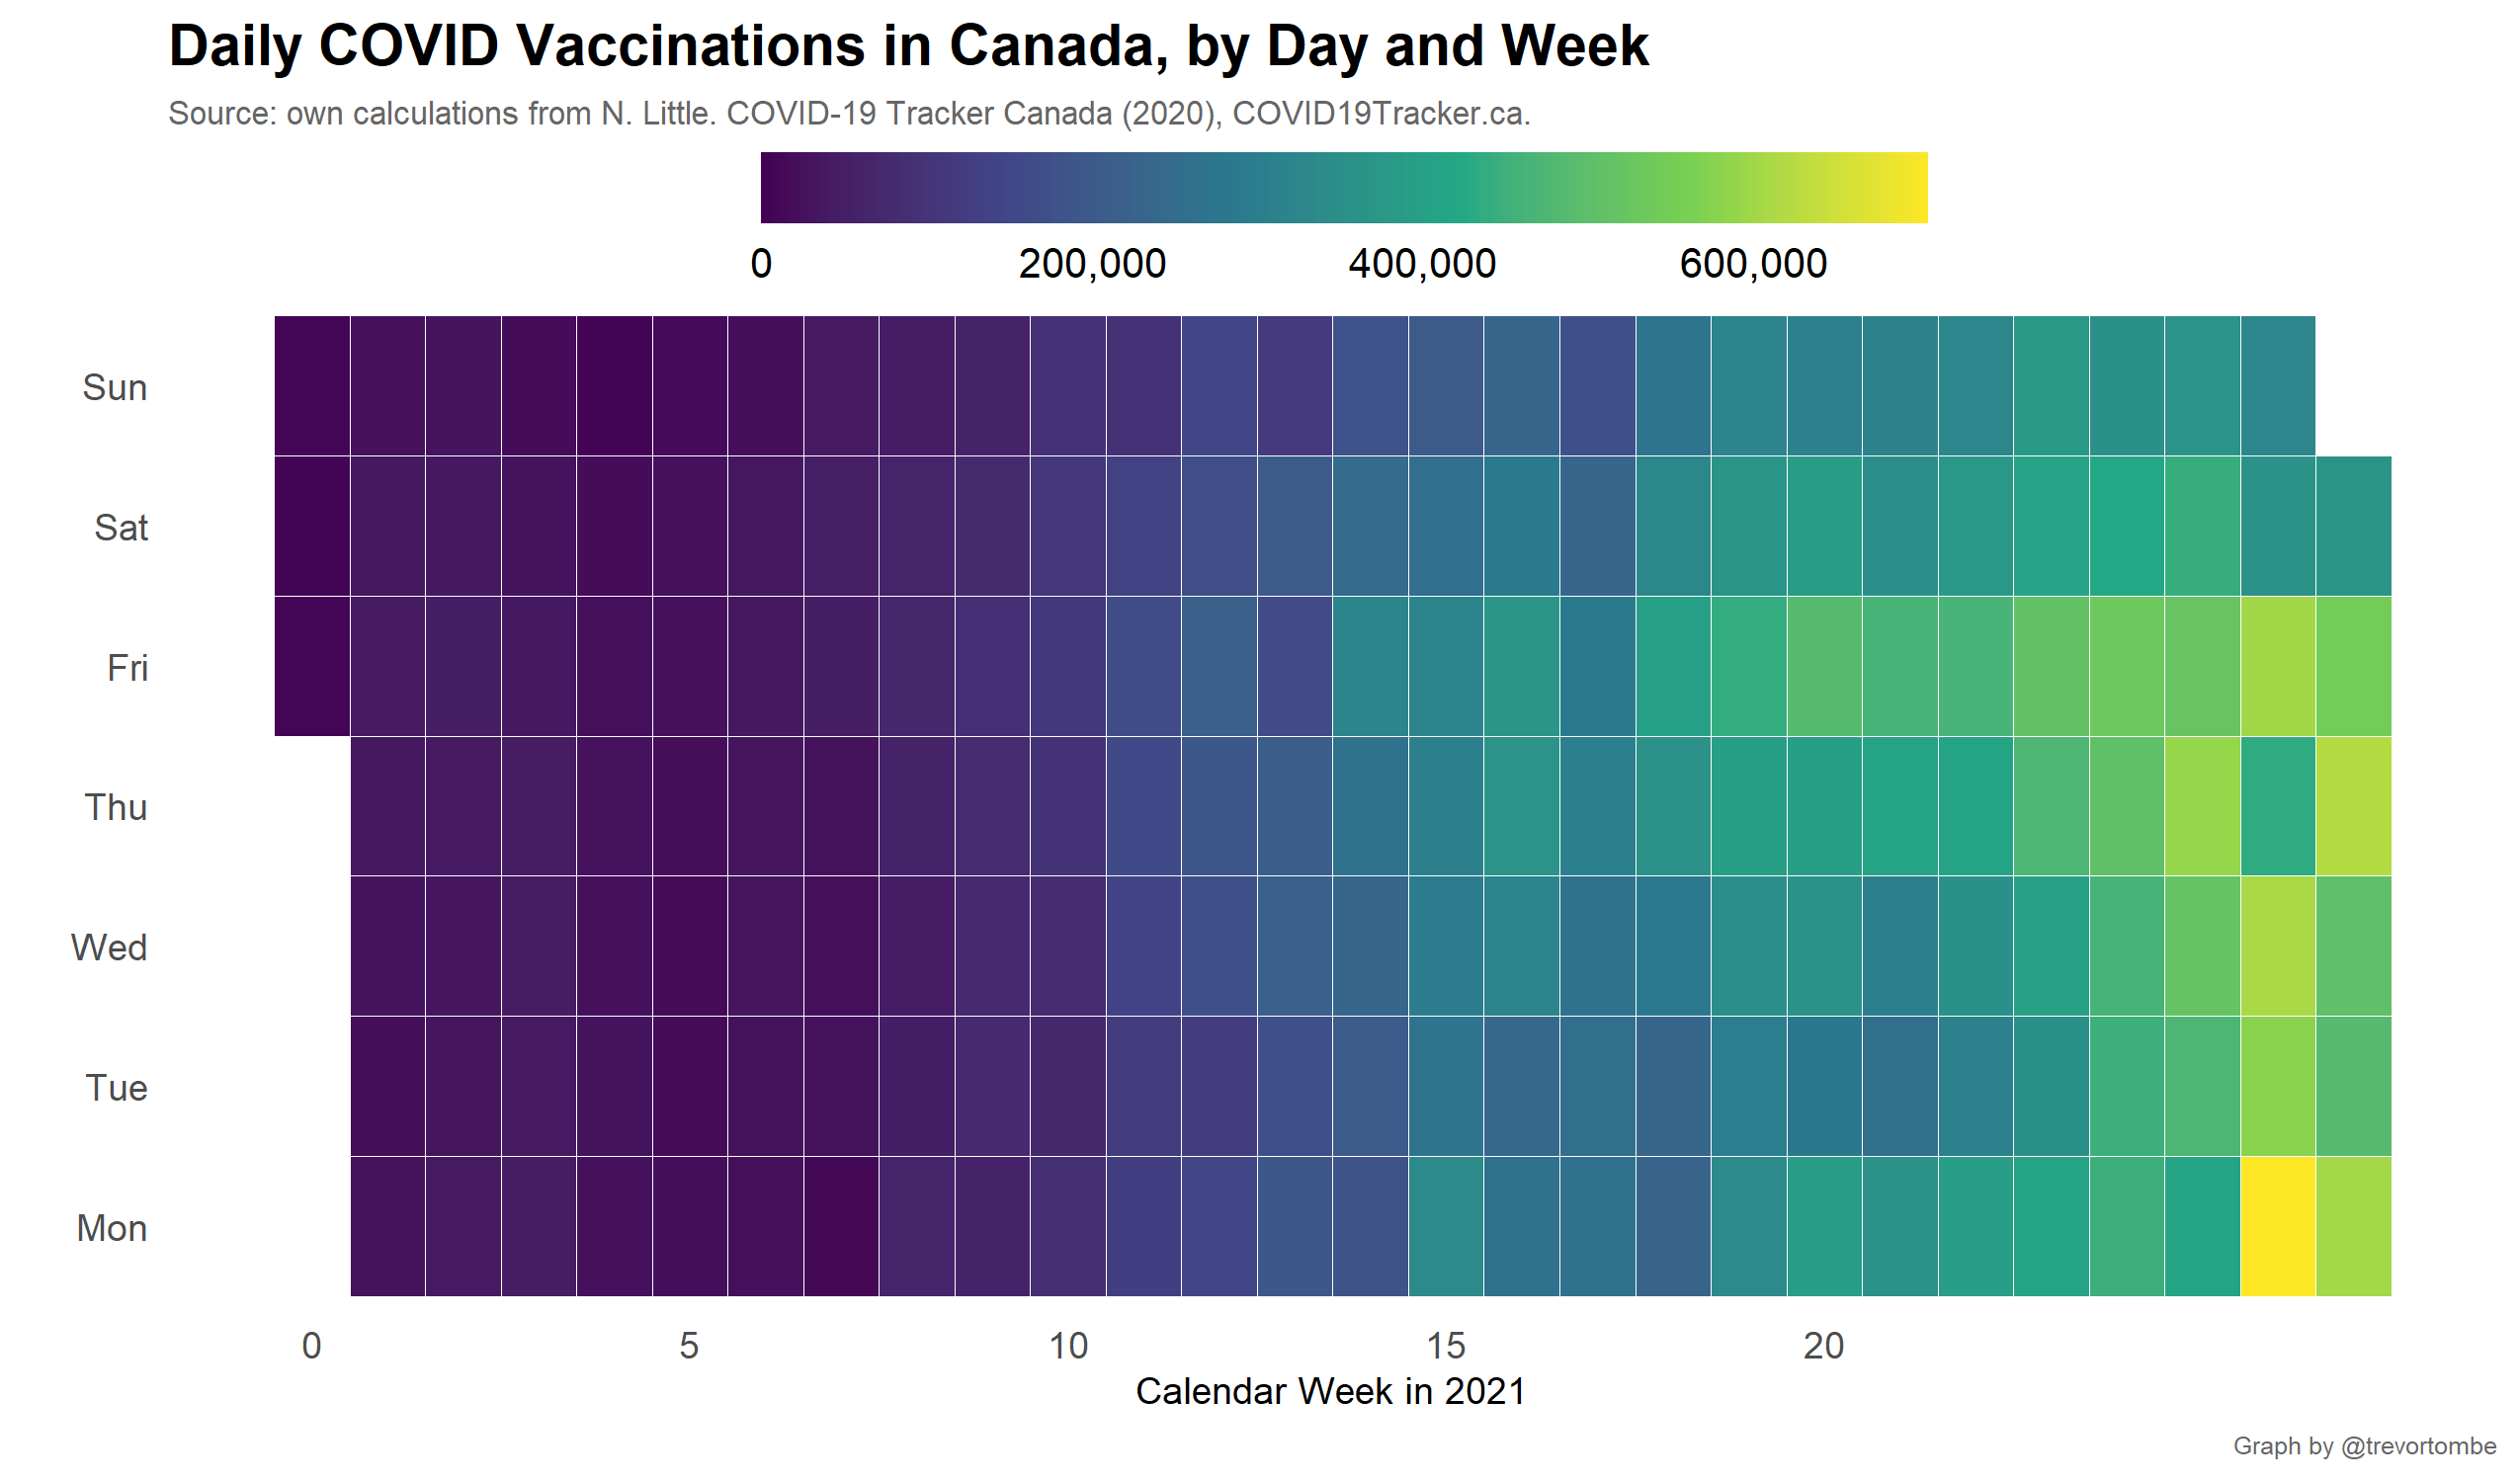 Daily COVID Vaccinations in Canada, by Day and Week
Source: own calculations from N. Little. COVID-19 Tracker Canada (2020), COVID19Tracker.ca.
0 200,000 400,000 600,000
Sun
Sat
Fri
Thu
Wed
Tue
Mon
0 5 10 15 20
Calendar Week in 2021
Graph by @trevortombe